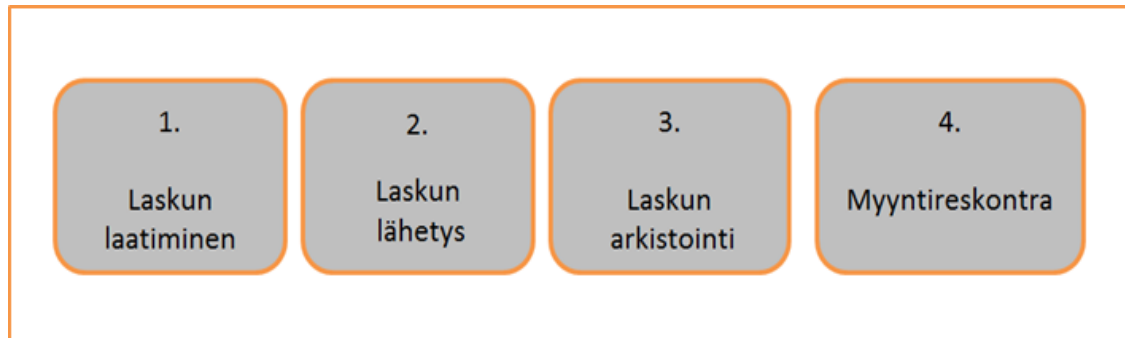 1.
Laskun
laatiminen
2.
Laskun
lähetys
3.
Laskun
arkistointi
4.
Myyntireskontra